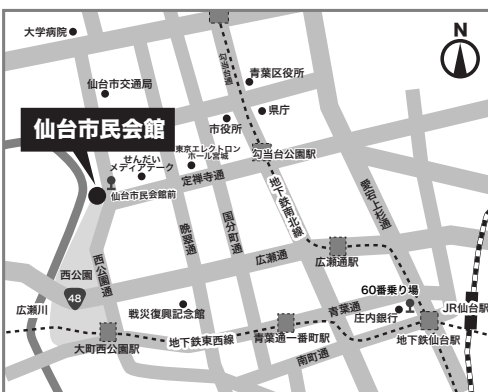 大学病院
N
仙台市交通局
青葉区役所
県庁
仙台市民会館
市役所
せんだい
メディアテーク
東京エレクトロン
ホール宮城
勾当台公園駅
定禅寺通
仙台市民会館前
地下鉄南北線
愛宕上杉通
晩翠通
国分町通
西公園通
広瀬通
広瀬通駅
西公園
48
広瀬川
戦災復興記念館
60番乗り場
青葉通
庄内銀行
JR仙台駅
大町西公園駅
地下鉄東西線
青葉通一番町駅
地下鉄仙台駅
南町通